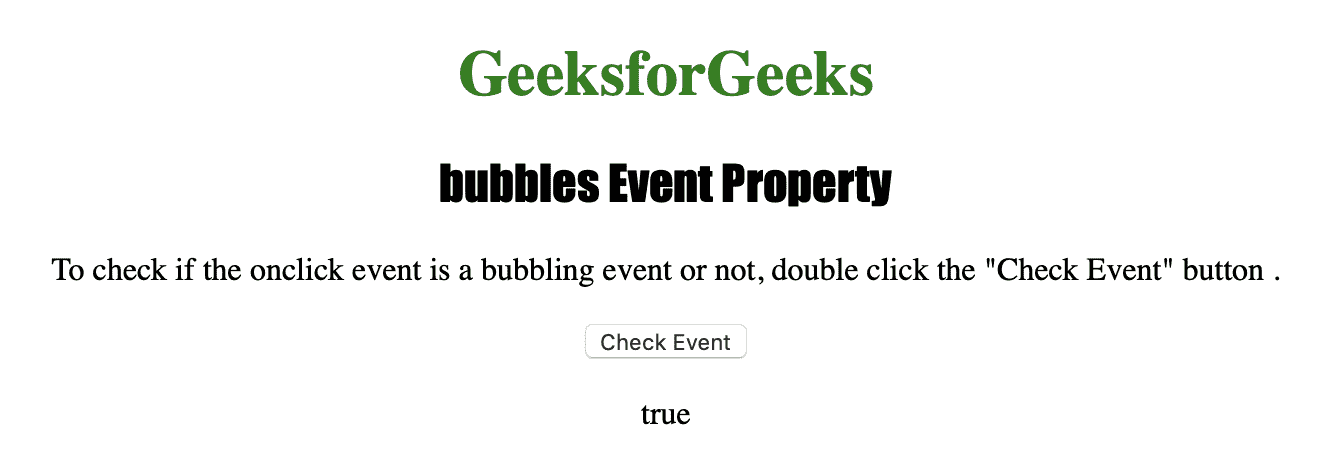 GeeksforGeeks
bubbles Event Property
To check if the onclick event is a bubbling event or not, double click the "Check Event" button .
Check Event
true